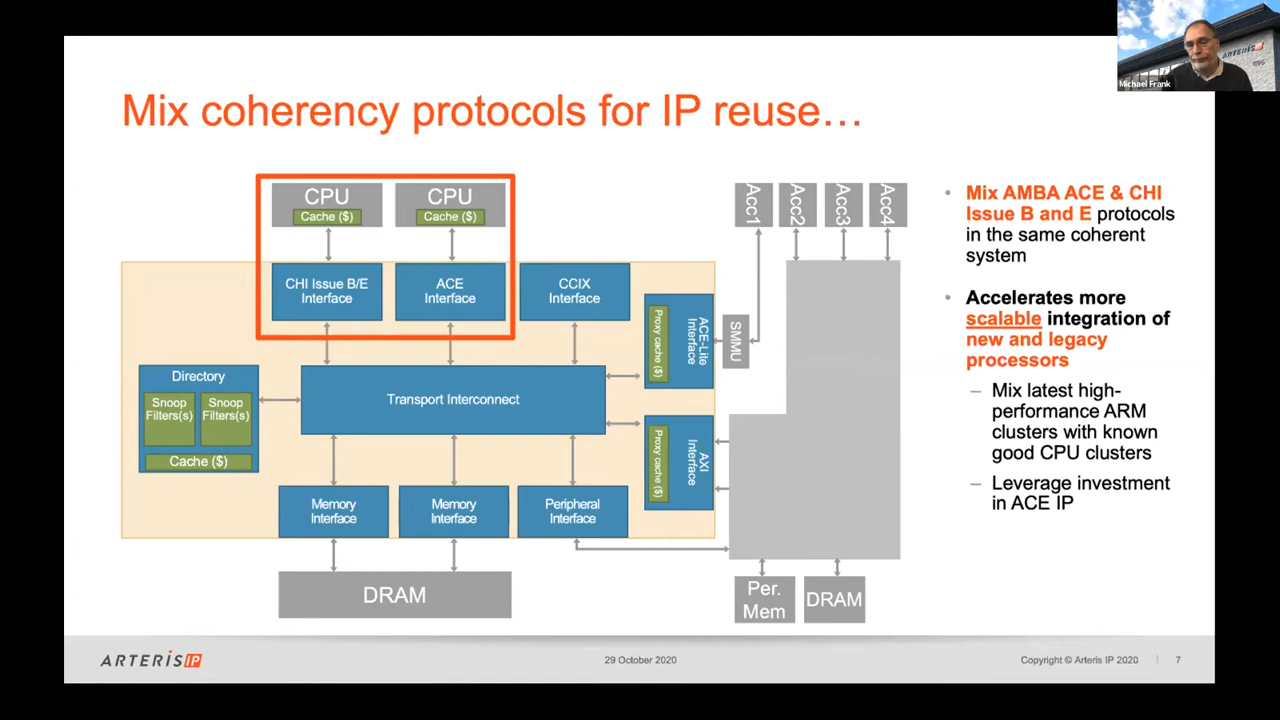 ARTERIS IP
Michael Frank
Mix coherency protocols for IP reuse…
CPU
Cache ($)
CPU
Cache ($)
Acc1
Acc2
Acc3
Acc4
CHI Issue B/E
Interface
ACE
Interface
CCIX
Interface
Proxy cache ($)
ACE-Lite
Interface
SMMU
Directory
Snoop
Filters(s)
Snoop
Filters(s)
Cache ($)
Transport Interconnect
Proxy cache ($)
AXI
Interface
Memory
Interface
Memory
Interface
Peripheral
Interface
DRAM
Per.
Mem
DRAM
• Mix AMBA ACE & CHI
Issue B and E protocols
in the same coherent
system
• Accelerates more
scalable integration of
new and legacy
processors
– Mix latest high-
performance ARM
clusters with known
good CPU clusters
– Leverage investment
in ACE IP
ARTERIS IP
29 October 2020
Copyright © Arteris IP 2020
7